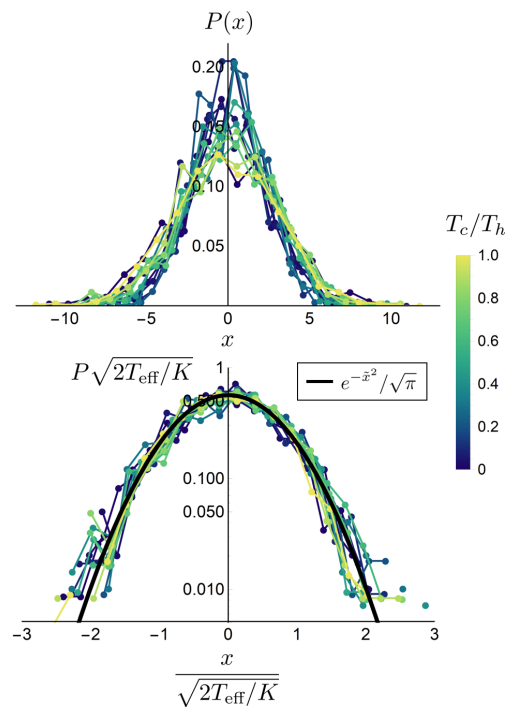 P(x)
0.20
0.15
0.10
0.05
−10 −5 0 5 10
x
T_c/T_h
1.0
0.8
0.6
0.4
0.2
0
P√(2T_eff/K)
1
0.500
0.100
0.050
0.010
e^{−x̃²}/√π
−3 −2 −1 0 1 2 3
x
√(2T_eff/K)